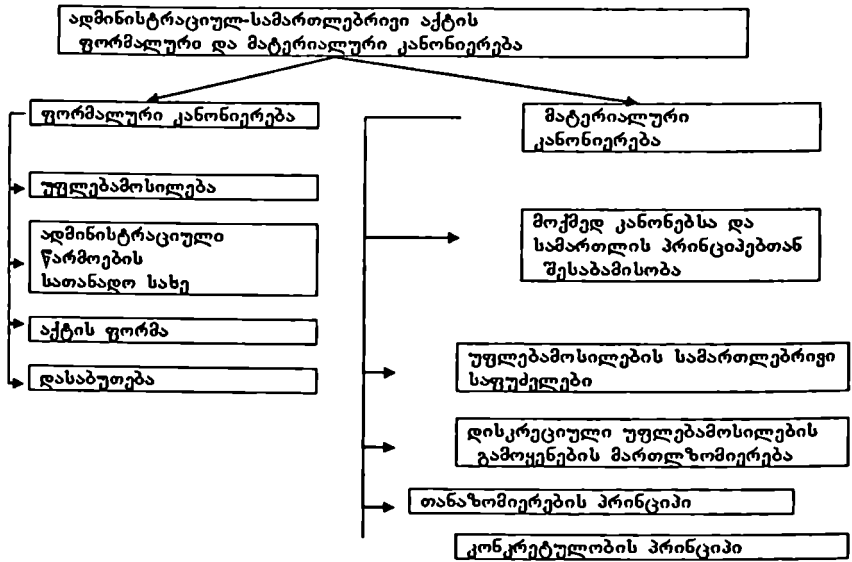 ადმინისტრაციულ-სამართლებრივი აქტის
ფორმალური და მატერიალური კანონიერება
ფორმალური კანონიერება
უფლებამოსილება
ადმინისტრაციული
წარმოების
სათანადო სახე
აქტის ფორმა
დასაბუთება
მატერიალური
კანონიერება
მოქმედ კანონებსა და
სამართლის პრინციპებთან
შესაბამისობა
უფლებამოსილების სამართლებრივი
საფუძელები
დისკრეციული უფლებამოსილების
გამოყენების მართლზომიერება
თანაზომიერების პრინციპი
კონკრეტულობის პრინციპი